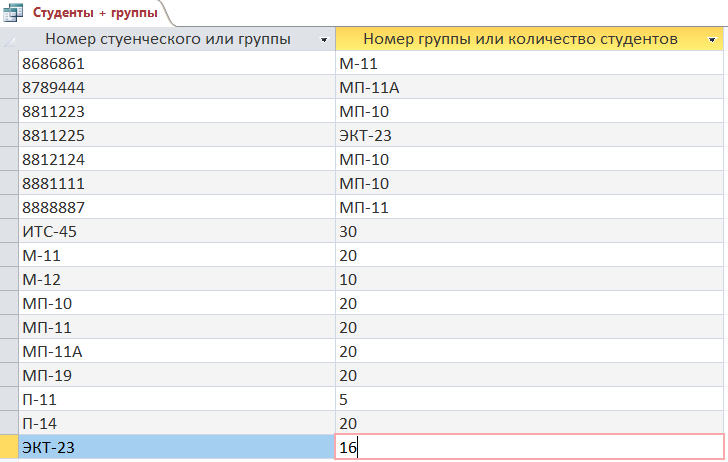 Студенты + группы
Номер стуенческого или группы Номер группы или количество студентов
8686861 М-11
8789444 МП-11А
8811223 МП-10
8811225 ЭКТ-23
8812124 МП-10
8881111 МП-10
8888887 МП-11
ИТС-45 30
М-11 20
М-12 10
МП-10 20
МП-11 20
МП-11А 20
МП-19 20
П-11 5
П-14 20
ЭКТ-23 16